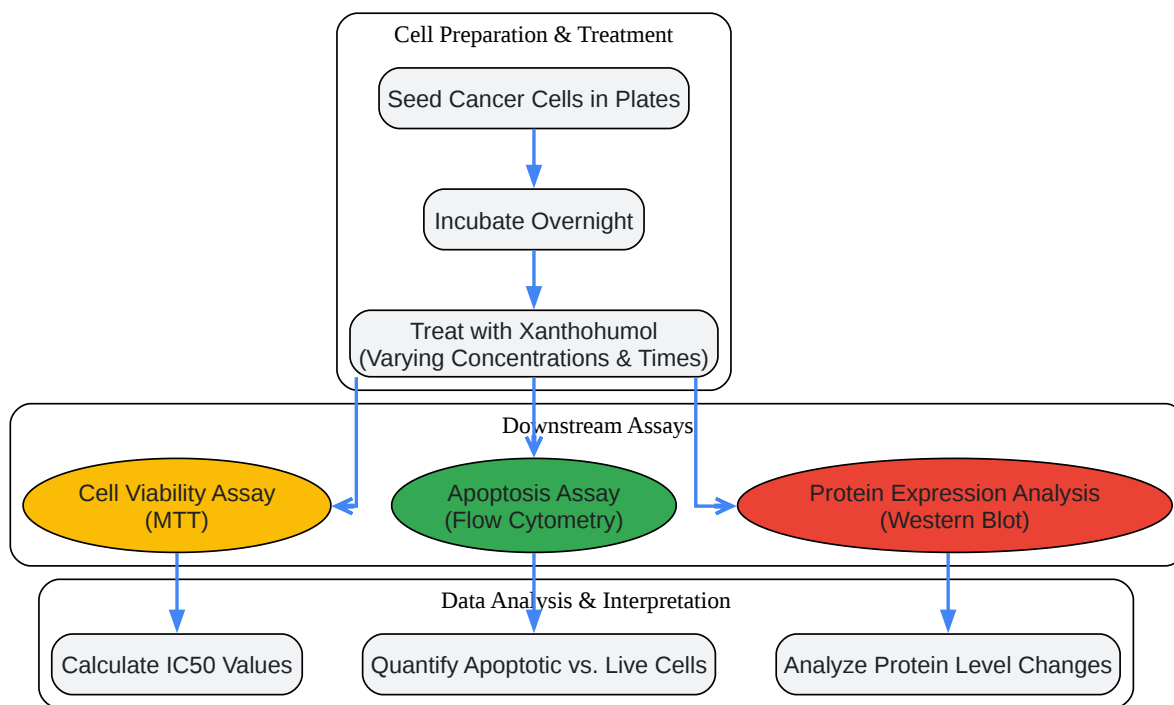 Cell Preparation & Treatment
Seed Cancer Cells in Plates
Incubate Overnight
Treat with Xanthohumol
(Varying Concentrations & Times)
Downstream Assays
Cell Viability Assay
(MTT)
Apoptosis Assay
(Flow Cytometry)
Protein Expression Analysis
(Western Blot)
Data Analysis & Interpretation
Calculate IC50 Values
Quantify Apoptotic vs. Live Cells
Analyze Protein Level Changes